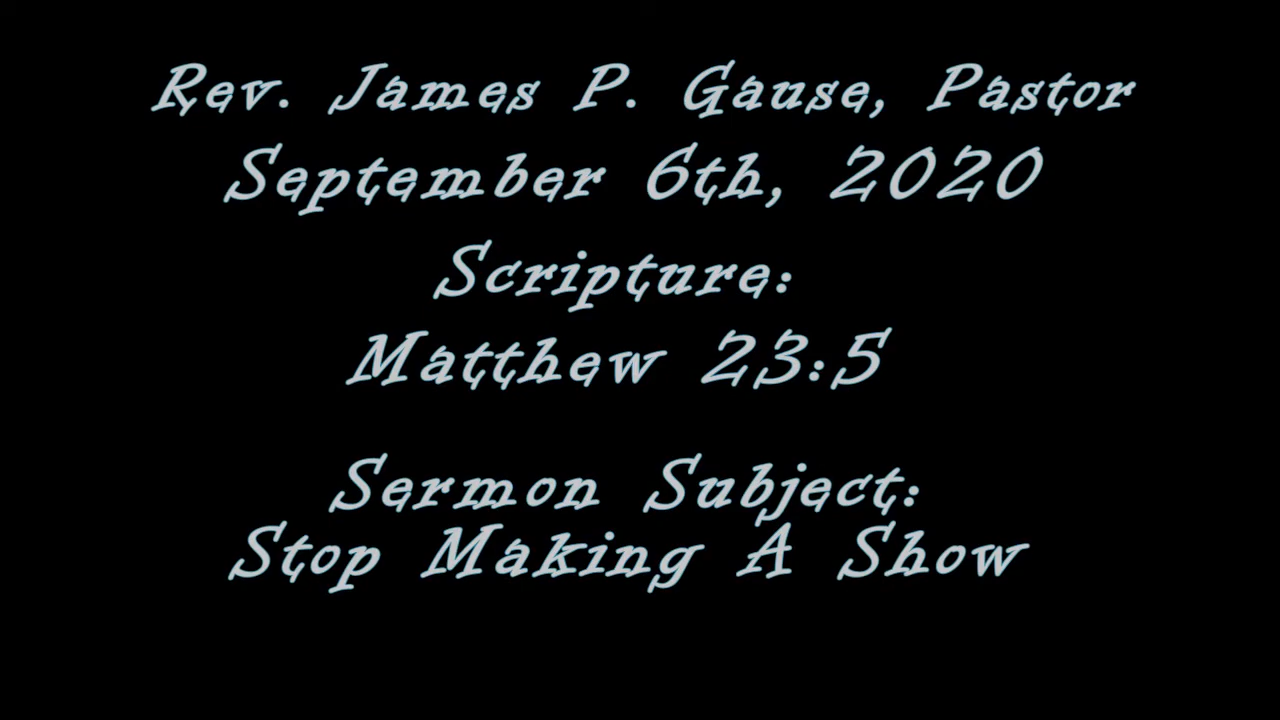 Rev. James P. Gause, Pastor
September 6th, 2020
Scripture:
Matthew 23:5
Sermon Subject:
Stop Making A Show